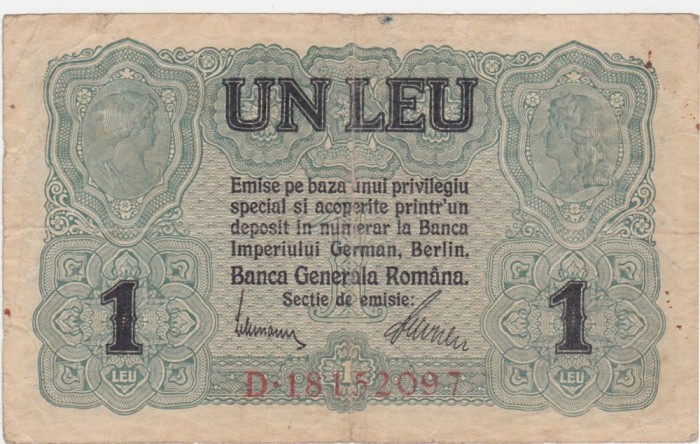 UN LEU
Emise pe baza unui privilegiu
special si acoperite printr'un
deposit in numerar la Banca
Imperiului German, Berlin.
Banca Generala Româna.
Sectie de emisie:
1 1
LEU 1 LEU
D·18152097